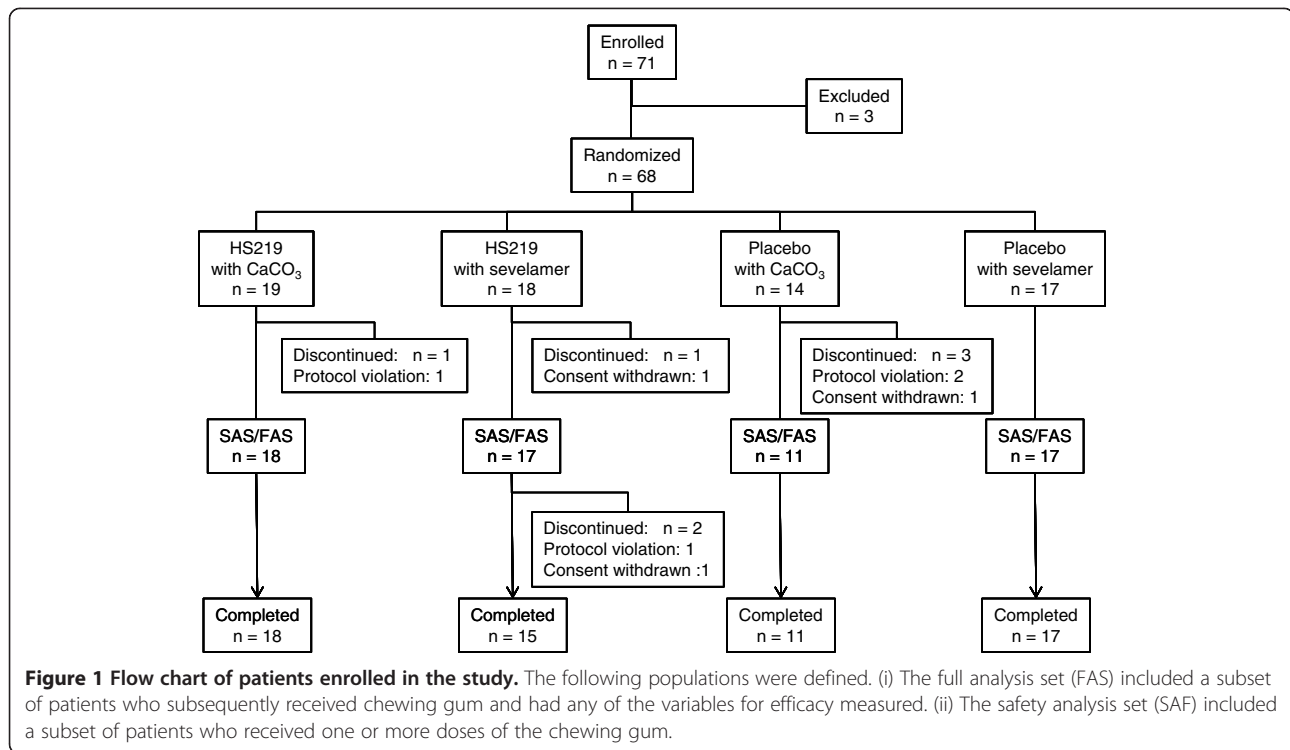 Enrolled
n = 71
Excluded
n = 3
Randomized
n = 68
HS219
with CaCO₃
n = 19
HS219
with sevelamer
n = 18
Placebo
with CaCO₃
n = 14
Placebo
with sevelamer
n = 17
Discontinued: n = 1
Protocol violation: 1
Discontinued: n = 1
Consent withdrawn: 1
Discontinued: n = 3
Protocol violation: 2
Consent withdrawn: 1
SAS/FAS
n = 18
SAS/FAS
n = 17
SAS/FAS
n = 11
SAS/FAS
n = 17
Discontinued: n = 2
Protocol violation: 1
Consent withdrawn :1
Completed
n = 18
Completed
n = 15
Completed
n = 11
Completed
n = 17
Figure 1 Flow chart of patients enrolled in the study. The following populations were defined. (i) The full analysis set (FAS) included a subset
of patients who subsequently received chewing gum and had any of the variables for efficacy measured. (ii) The safety analysis set (SAF) included
a subset of patients who received one or more doses of the chewing gum.